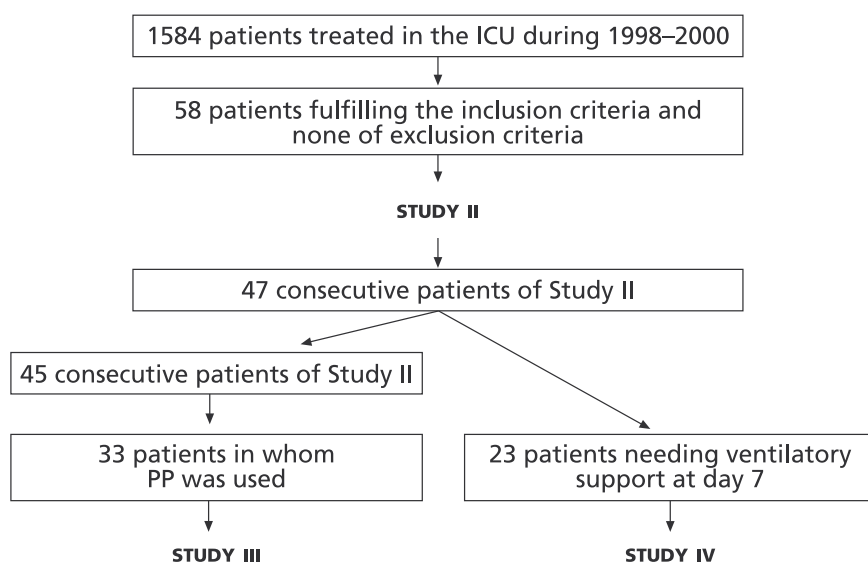 1584 patients treated in the ICU during 1998–2000
58 patients fulfilling the inclusion criteria and
none of exclusion criteria
STUDY II
47 consecutive patients of Study II
45 consecutive patients of Study II
33 patients in whom
PP was used
23 patients needing ventilatory
support at day 7
STUDY III
STUDY IV